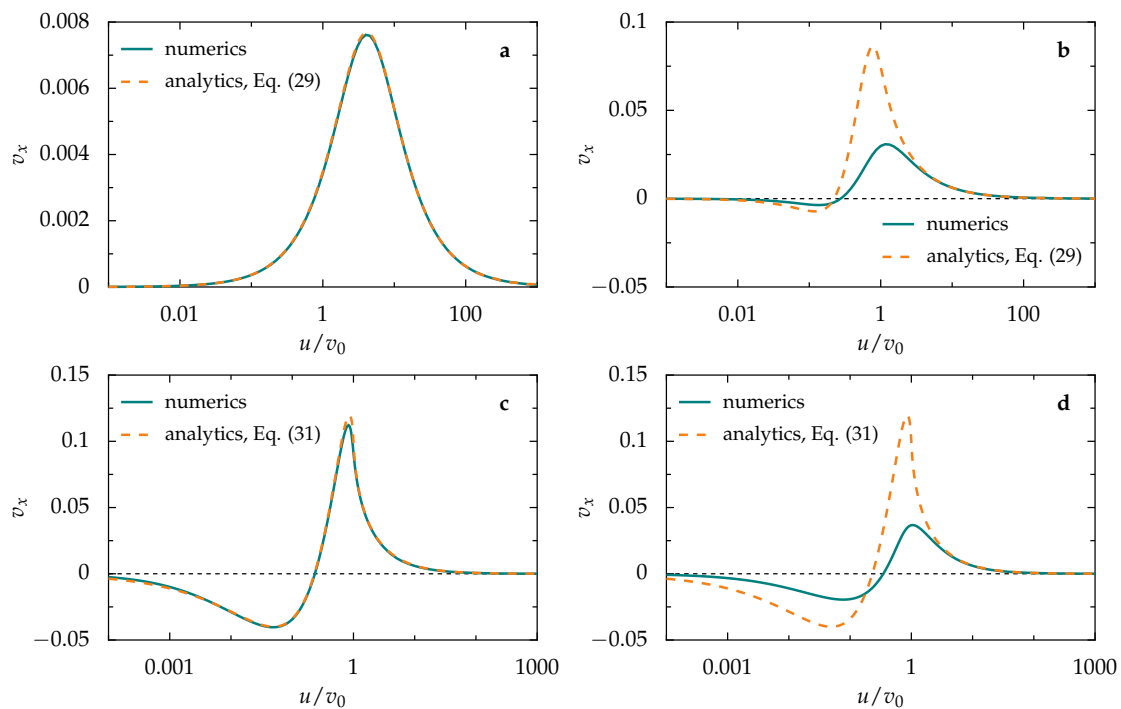 0.008
0.006
0.004
0.002
0
v_x
numerics
analytics, Eq. (29)
a
0.01
1
100
u/v_0
0.1
0.05
0
−0.05
v_x
b
numerics
analytics, Eq. (29)
0.01
1
100
u/v_0
0.15
0.1
0.05
0
−0.05
v_x
numerics
analytics, Eq. (31)
c
0.001
1
1000
u/v_0
0.15
0.1
0.05
0
−0.05
v_x
numerics
analytics, Eq. (31)
d
0.001
1
1000
u/v_0